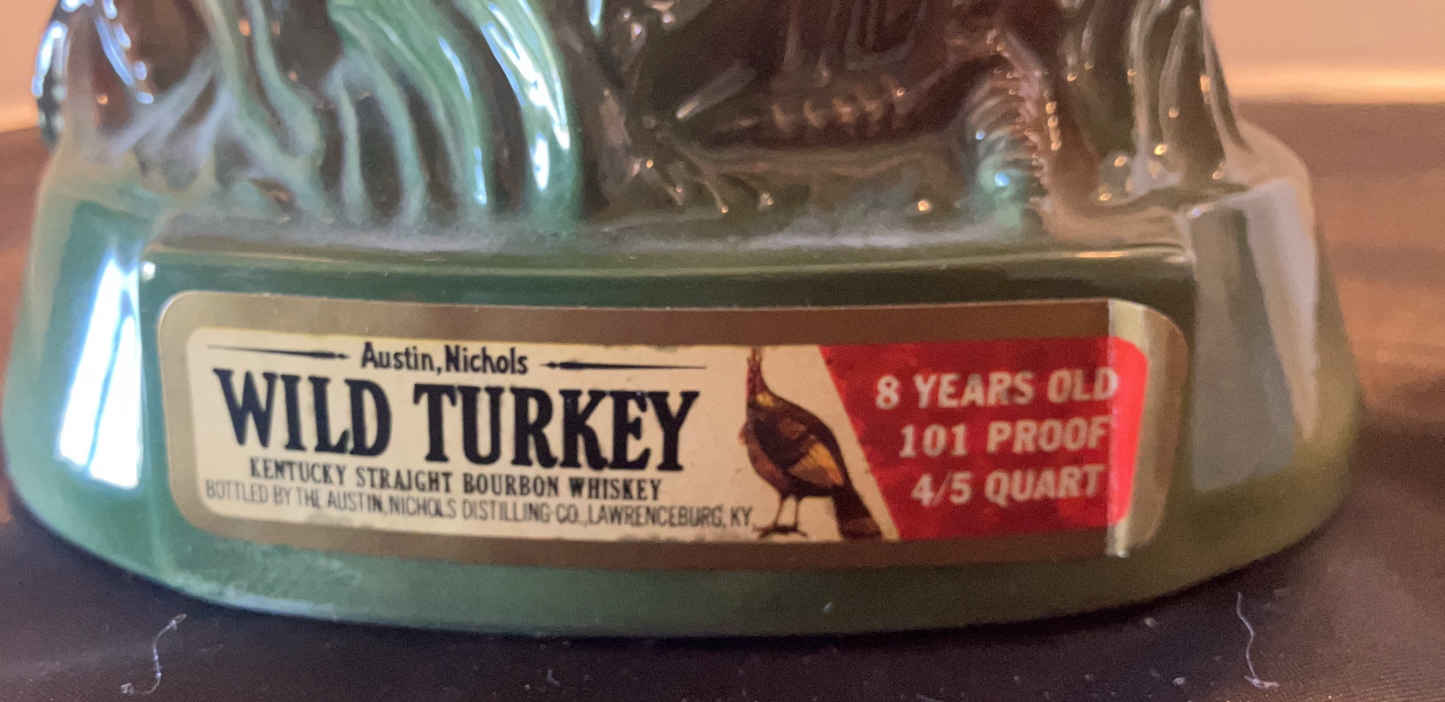 Austin, Nichols
WILD TURKEY
KENTUCKY STRAIGHT BOURBON WHISKEY
BOTTLED BY THE AUSTIN, NICHOLS DISTILLING CO., LAWRENCEBURG, KY.
8 YEARS OLD
101 PROOF
4/5 QUART